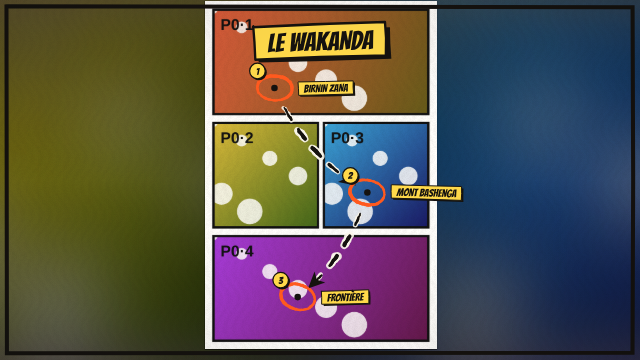 P0·1
LE WAKANDA
1
BIRNIN ZANA
P0·2
P0·3
2
MONT BASHENGA
P0·4
3
FRONTIÈRE